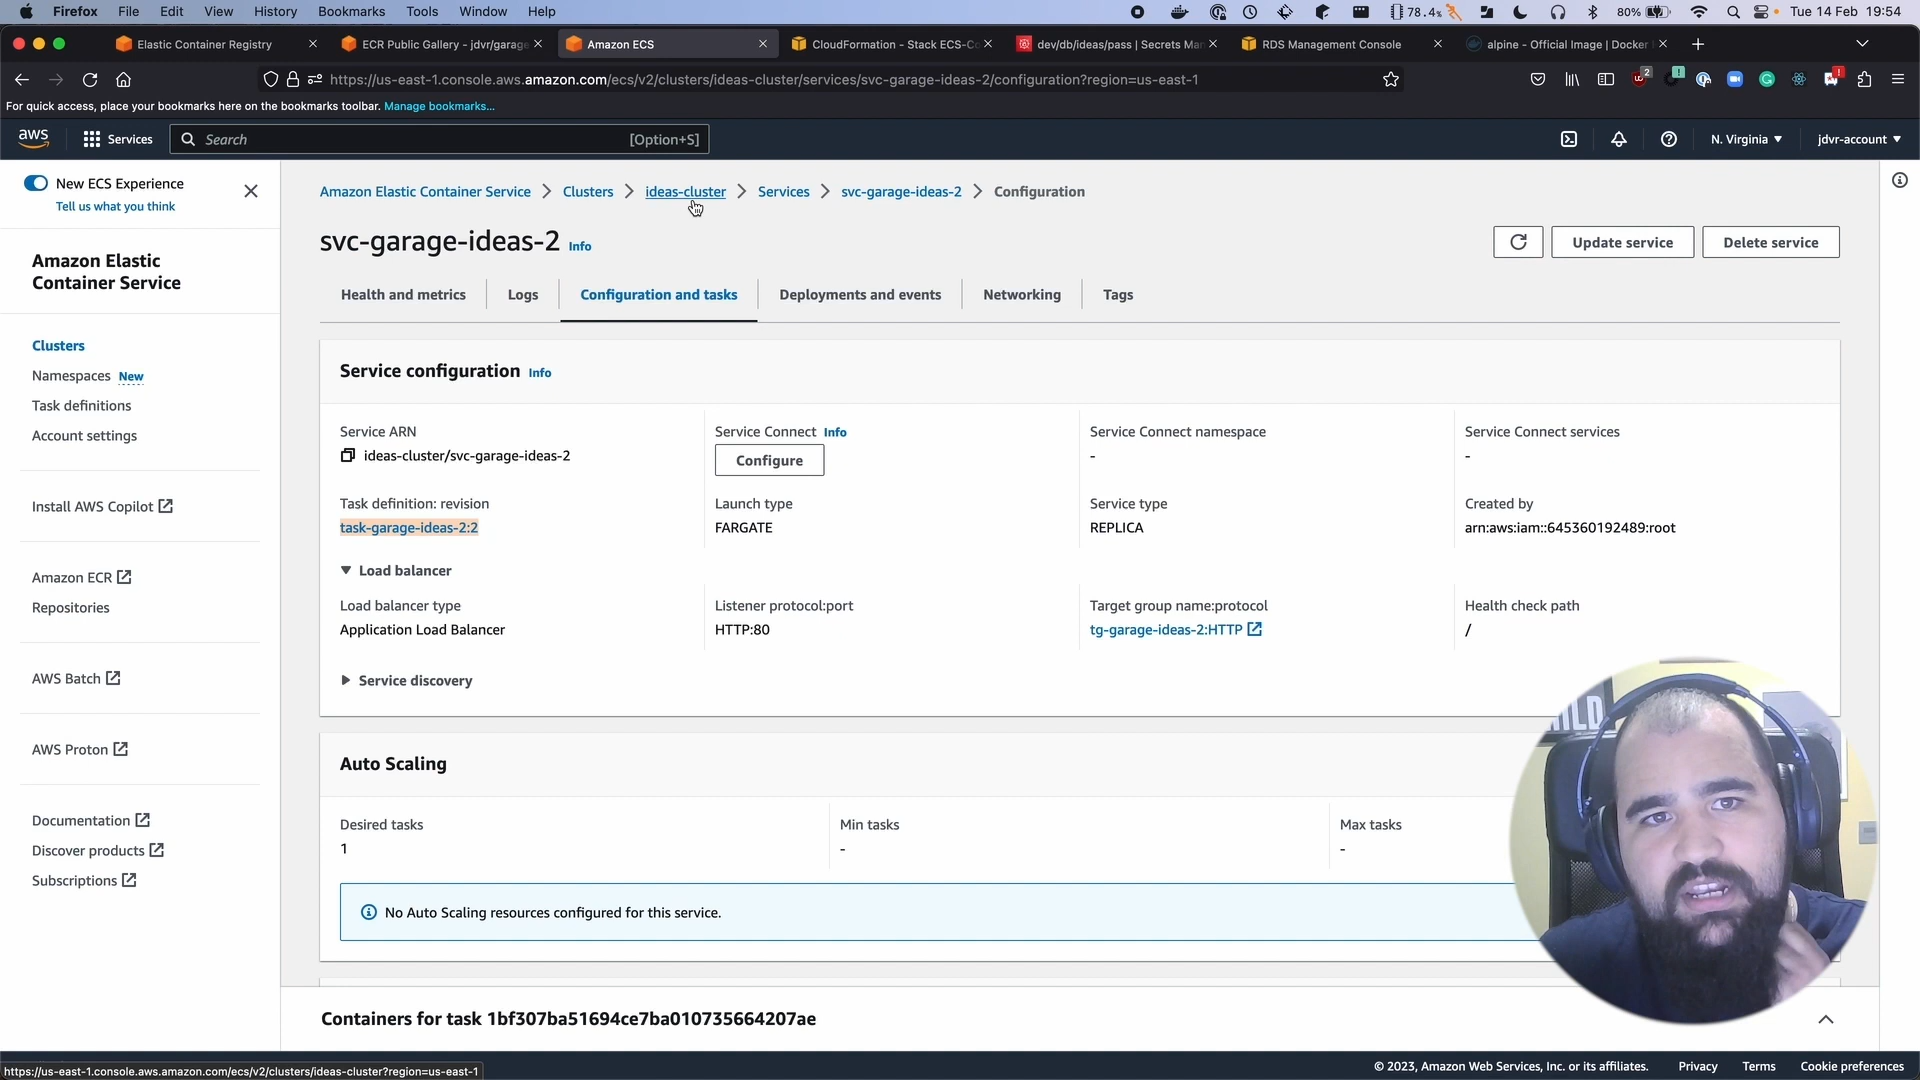 Firefox File Edit View History Bookmarks Tools Window Help 78.4% 80% Tue 14 Feb 19:54
Elastic Container Registry
ECR Public Gallery - jdvr/garage
Amazon ECS
CloudFormation - Stack ECS-Co
dev/db/ideas/pass | Secrets Ma
RDS Management Console
alpine - Official Image | Docker
https://us-east-1.console.aws.amazon.com/ecs/v2/clusters/ideas-cluster/services/svc-garage-ideas-2/configuration?region=us-east-1
2
For quick access, place your bookmarks here on the bookmarks toolbar. Manage bookmarks...
aws Services Search [Option+S] N. Virginia jdvr-account
New ECS Experience
Tell us what you think
Amazon Elastic Container Service
Clusters
Namespaces New
Task definitions
Account settings
Install AWS Copilot
Amazon ECR
Repositories
AWS Batch
AWS Proton
Documentation
Discover products
Subscriptions
Amazon Elastic Container Service Clusters ideas-cluster Services svc-garage-ideas-2 Configuration
svc-garage-ideas-2 Info
Update service
Delete service
Health and metrics Logs Configuration and tasks Deployments and events Networking Tags
Service configuration Info
Service ARN
ideas-cluster/svc-garage-ideas-2
Service Connect Info
Configure
Service Connect namespace
-
Service Connect services
-
Task definition: revision
task-garage-ideas-2:2
Launch type
FARGATE
Service type
REPLICA
Created by
arn:aws:iam::645360192489:root
Load balancer
Load balancer type
Application Load Balancer
Listener protocol:port
HTTP:80
Target group name:protocol
tg-garage-ideas-2:HTTP
Health check path
/
Service discovery
Auto Scaling
Desired tasks
1
Min tasks
-
Max tasks
-
No Auto Scaling resources configured for this service.
Containers for task 1bf307ba51694ce7ba010735664207ae
https://us-east-1.console.aws.amazon.com/ecs/v2/clusters/ideas-cluster?region=us-east-1
© 2023, Amazon Web Services, Inc. or its affiliates. Privacy Terms Cookie preferences